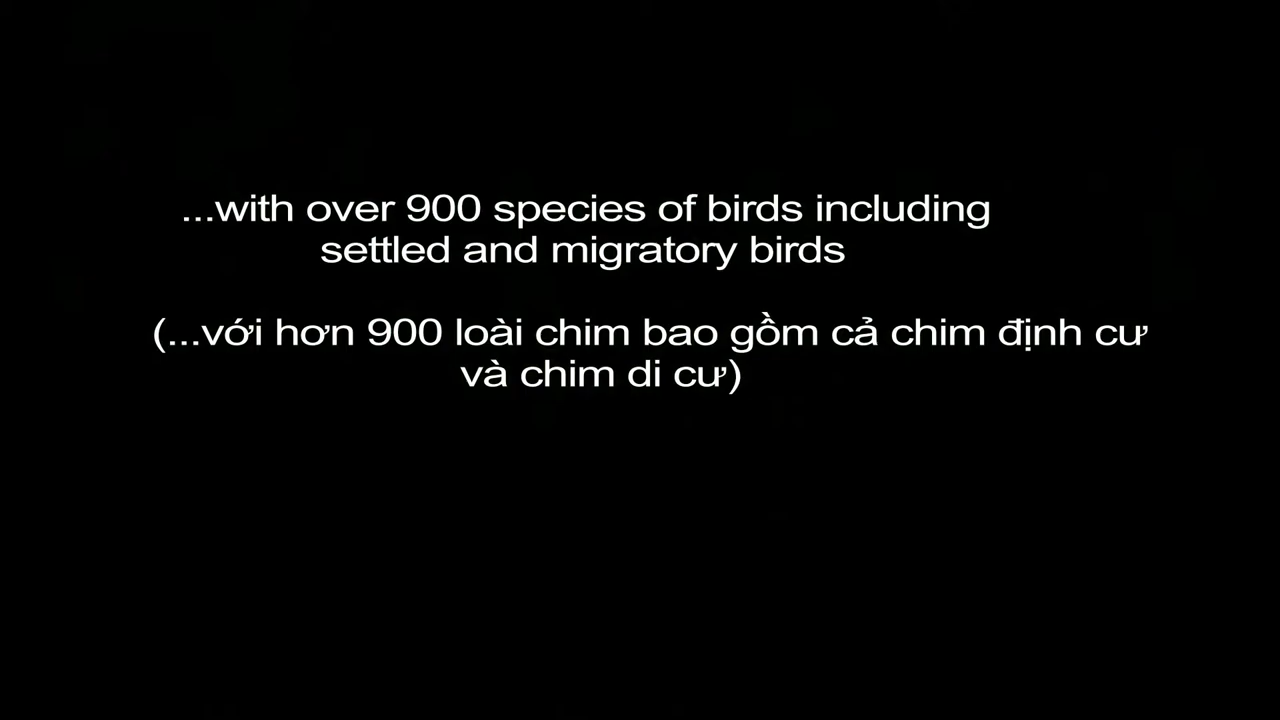 ...with over 900 species of birds including
settled and migratory birds
(...với hơn 900 loài chim bao gồm cả chim định cư
và chim di cư)